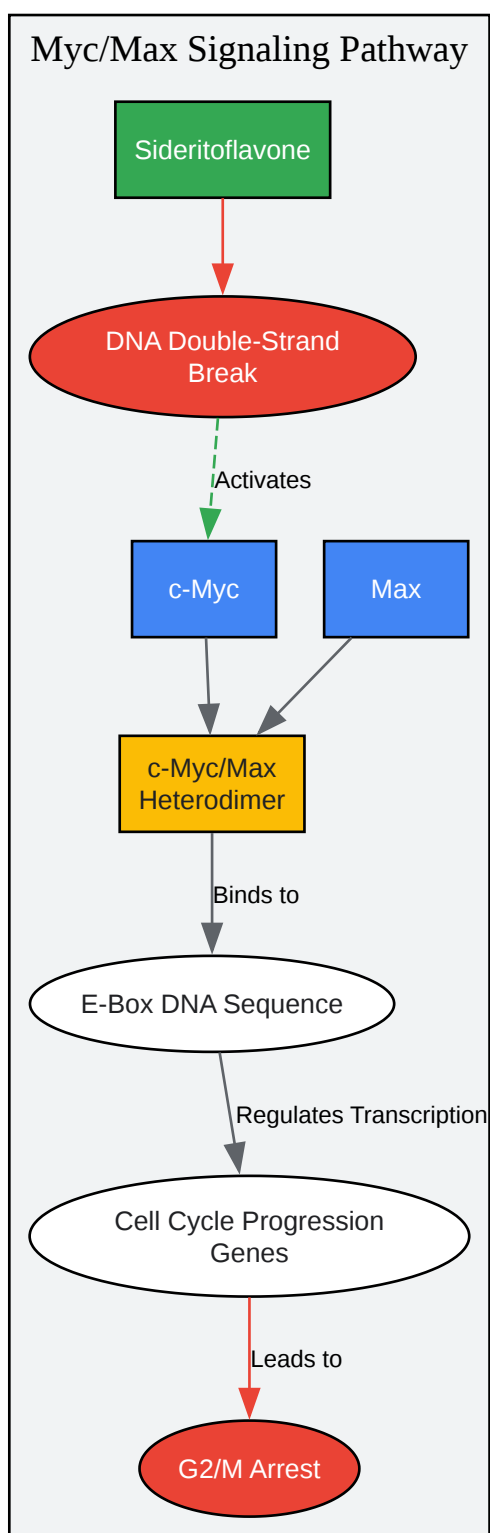 Myc/Max Signaling Pathway
Sideritoflavone
DNA Double-Strand
Break
Activates
c-Myc
Max
c-Myc/Max
Heterodimer
Binds to
E-Box DNA Sequence
Regulates Transcription
Cell Cycle Progression
Genes
Leads to
G2/M Arrest